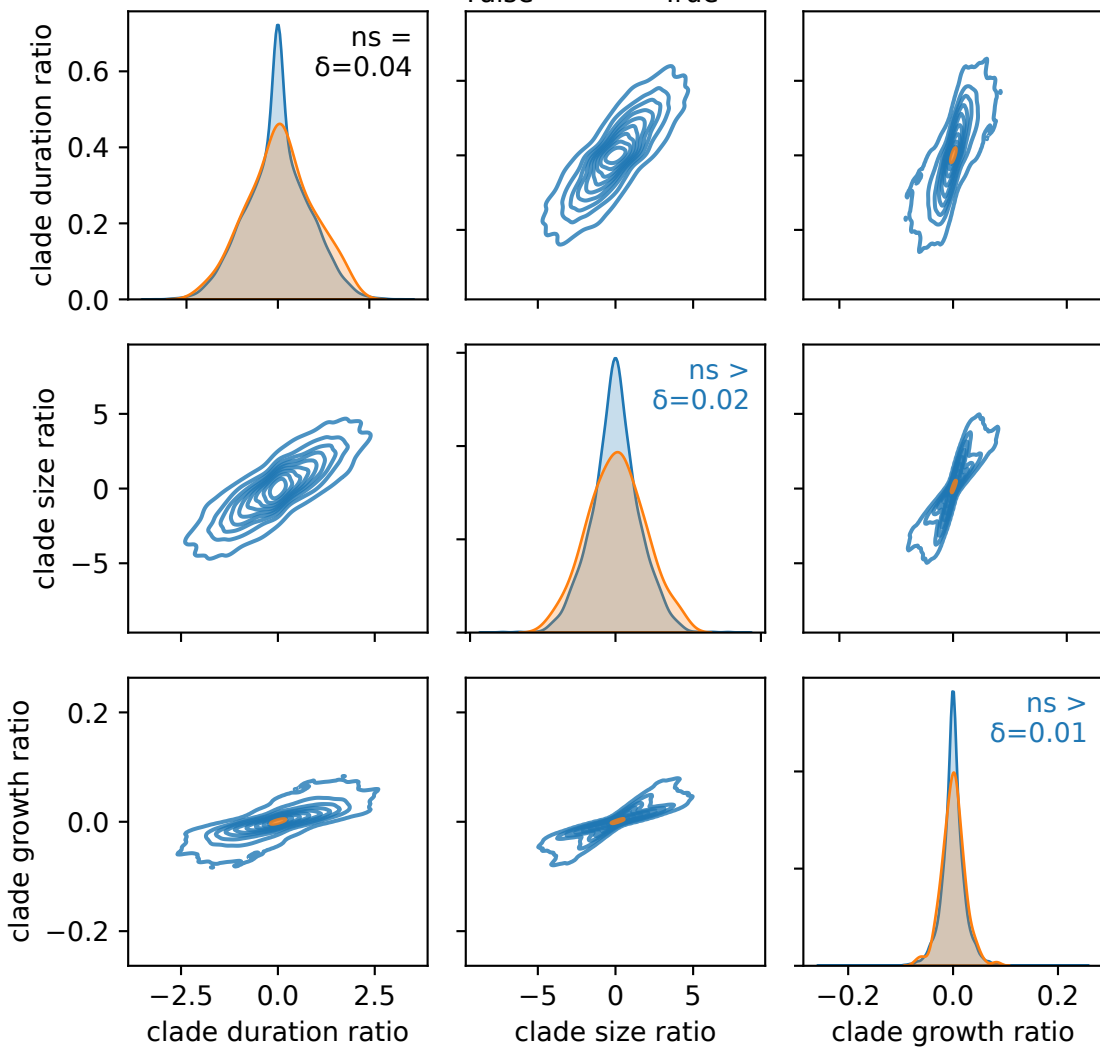 False True
clade duration ratio
0.6
0.4
0.2
0.0
ns =
δ=0.04
clade size ratio
5
0
−5
ns >
δ=0.02
clade growth ratio
0.2
0.0
−0.2
ns >
δ=0.01
−2.5 0.0 2.5
−5 0 5
−0.2 0.0 0.2
clade duration ratio
clade size ratio
clade growth ratio